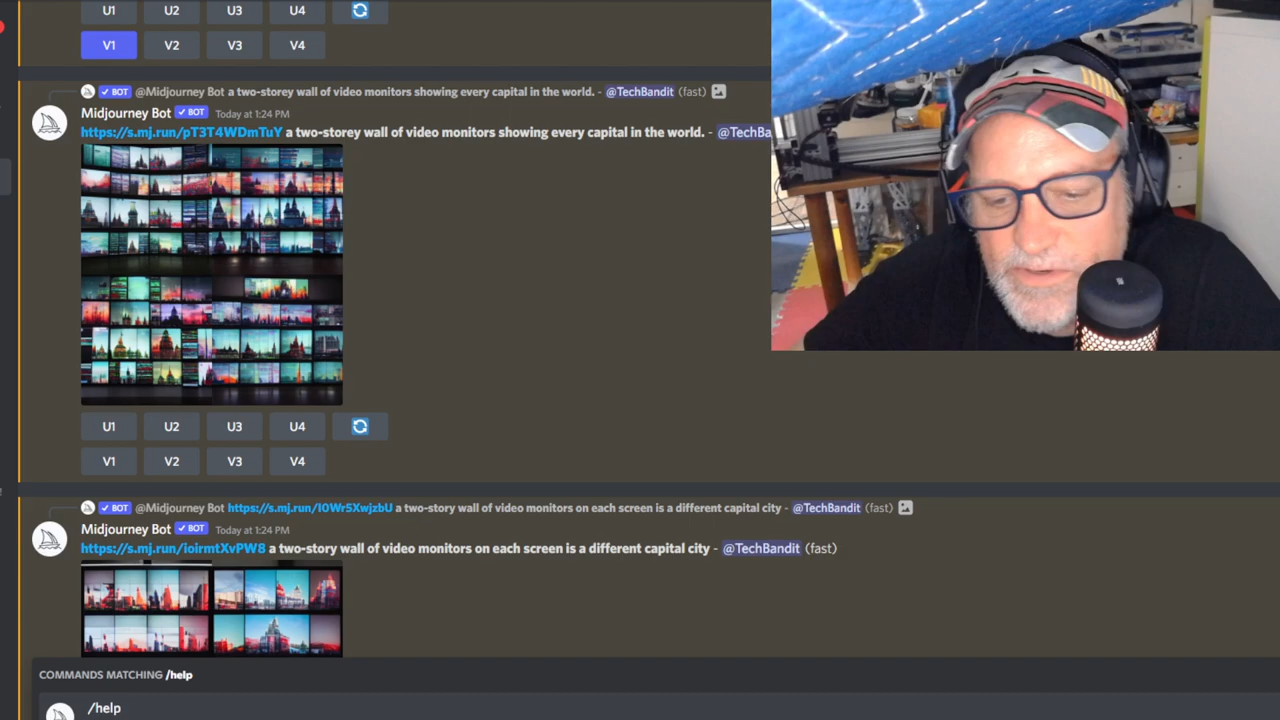 U1 U2 U3 U4
V1 V2 V3 V4
BOT @Midjourney Bot a two-storey wall of video monitors showing every capital in the world. - @TechBandit (fast)
Midjourney Bot BOT Today at 1:24 PM
https://s.mj.run/pT3T4WDmTuY a two-storey wall of video monitors showing every capital in the world. - @TechBa
U1 U2 U3 U4
V1 V2 V3 V4
BOT @Midjourney Bot https://s.mj.run/I0Wr5XwjzbU a two-story wall of video monitors on each screen is a different capital city - @TechBandit (fast)
Midjourney Bot BOT Today at 1:24 PM
https://s.mj.run/ioirmtXvPW8 a two-story wall of video monitors on each screen is a different capital city - @TechBandit (fast)
COMMANDS MATCHING /help
/help